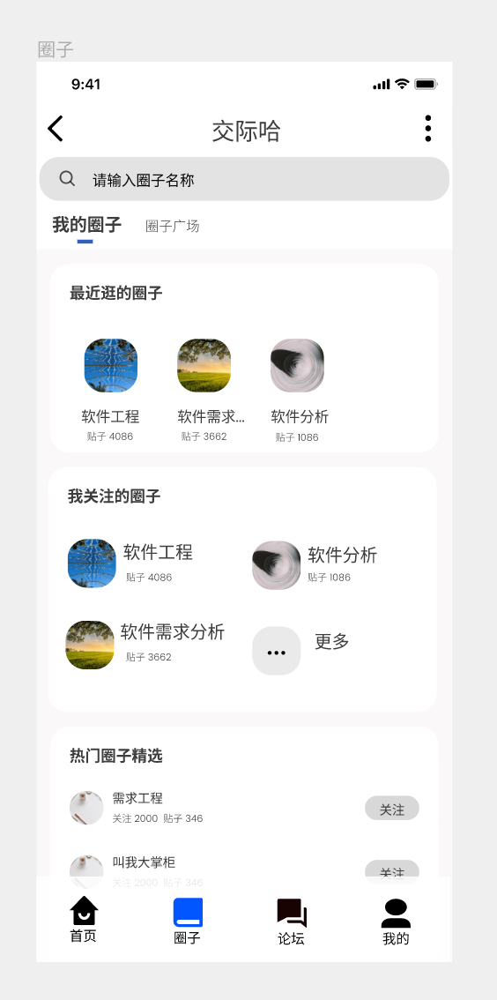 圈子
9:41
交际哈
请输入圈子名称
我的圈子 圈子广场
最近逛的圈子
软件工程 软件需求... 软件分析
贴子 4086 贴子 3662 贴子 1086
我关注的圈子
软件工程 软件分析
贴子 4086 贴子 1086
软件需求分析 更多
贴子 3662
热门圈子精选
需求工程
关注 2000 贴子 346
关注
叫我大掌柜
关注 2000 贴子 346
关注
首页 圈子 论坛 我的